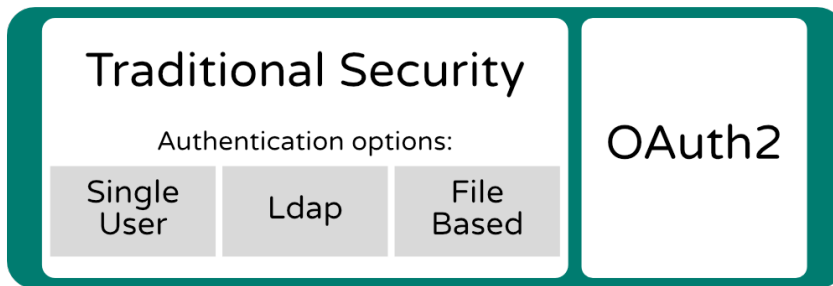 Traditional Security
Authentication options:
Single
User
Ldap
File
Based
OAuth2